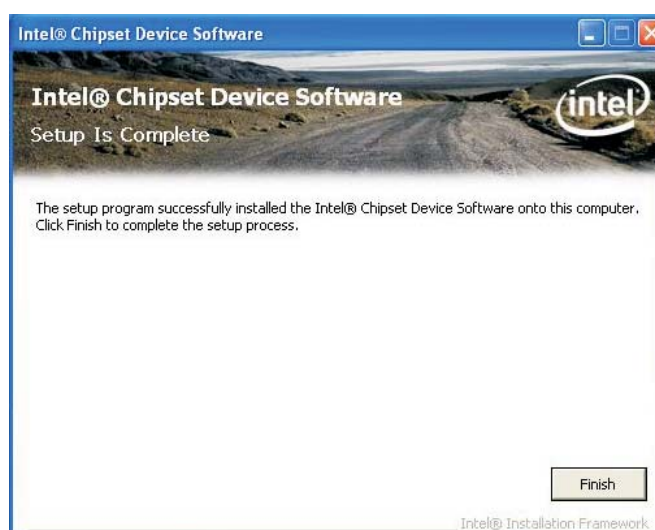 Intel® Chipset Device Software
Intel® Chipset Device Software
intel
Setup Is Complete
The setup program successfully installed the Intel® Chipset Device Software onto this computer.
Click Finish to complete the setup process.
Finish
Intel® Installation Framework